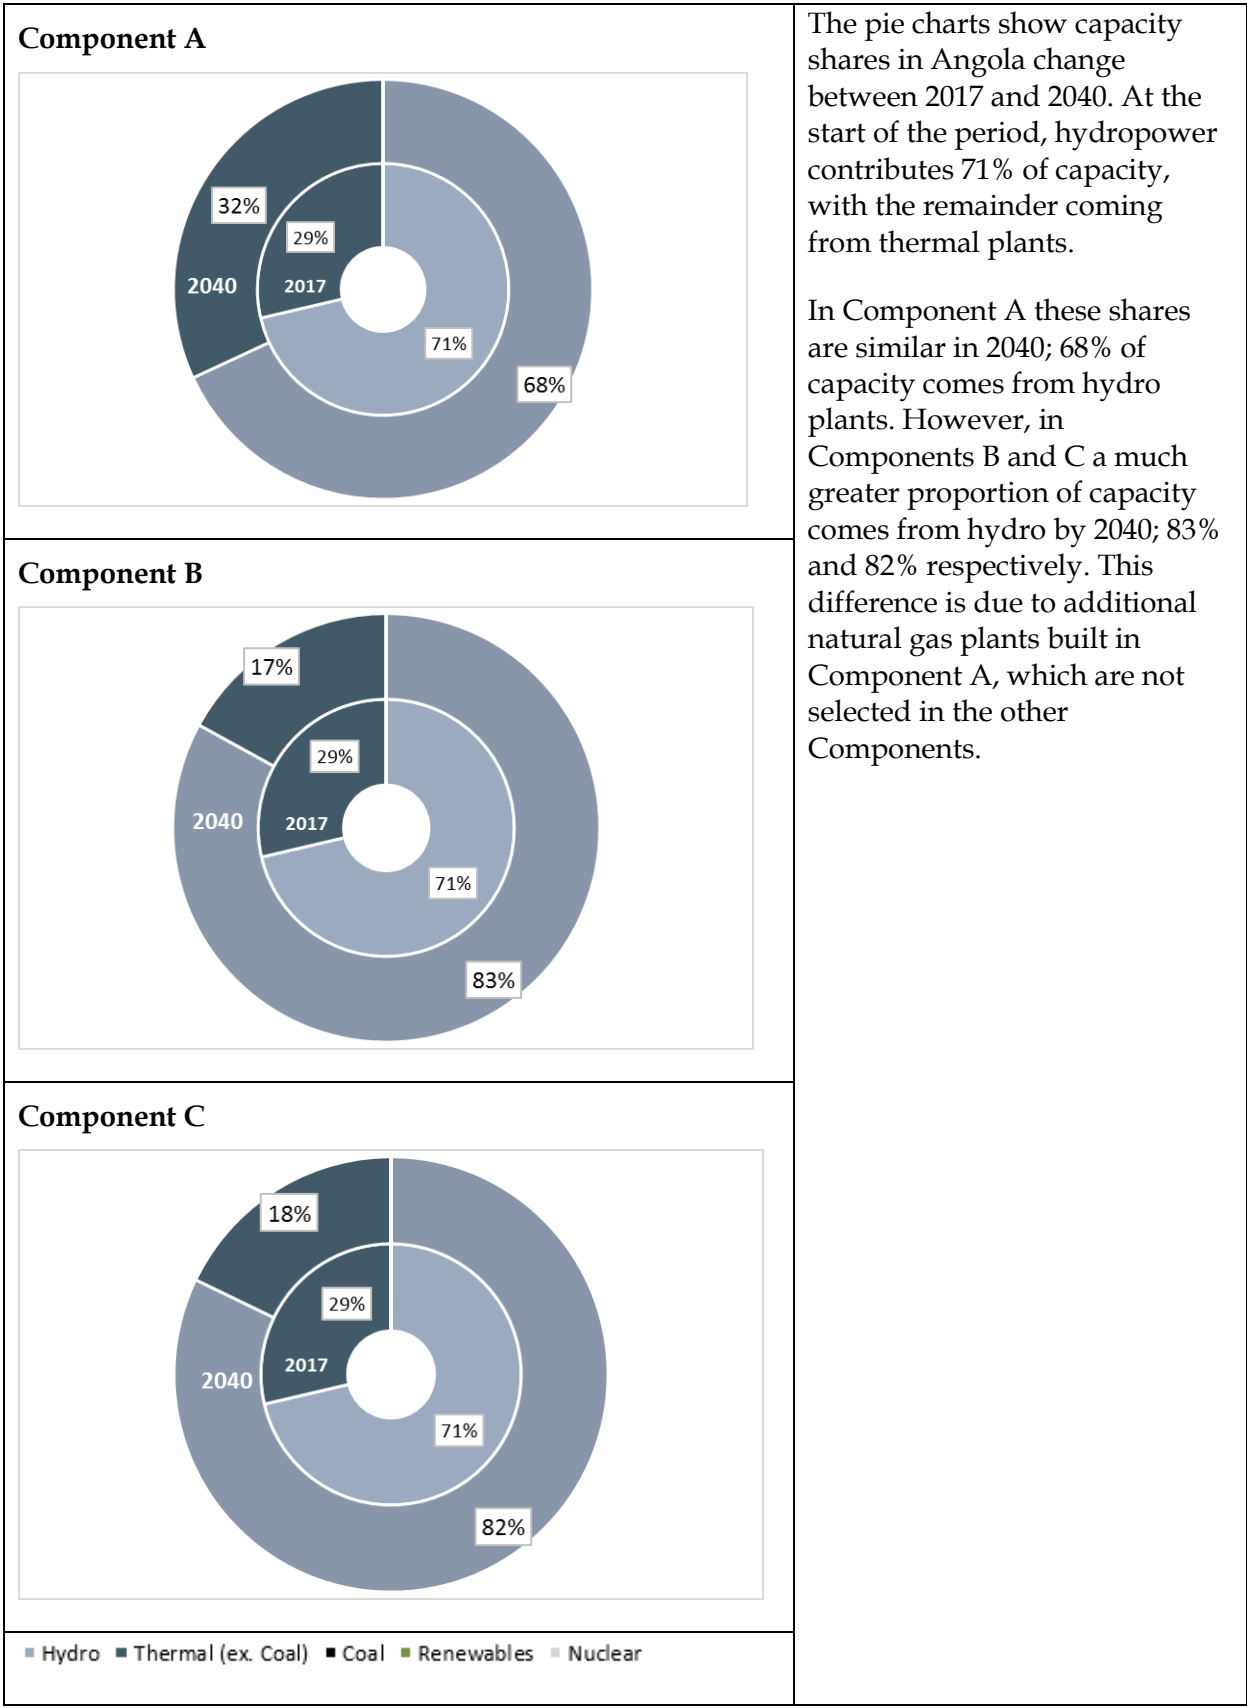 Component A
32%
29%
2040
2017
71%
68%
Component B
17%
29%
2040
2017
71%
83%
Component C
18%
29%
2017
2040
71%
82%
Hydro Thermal (ex. Coal) Coal Renewables Nuclear
The pie charts show capacity
shares in Angola change
between 2017 and 2040. At the
start of the period, hydropower
contributes 71% of capacity,
with the remainder coming
from thermal plants.
In Component A these shares
are similar in 2040; 68% of
capacity comes from hydro
plants. However, in
Components B and C a much
greater proportion of capacity
comes from hydro by 2040; 83%
and 82% respectively. This
difference is due to additional
natural gas plants built in
Component A, which are not
selected in the other
Components.